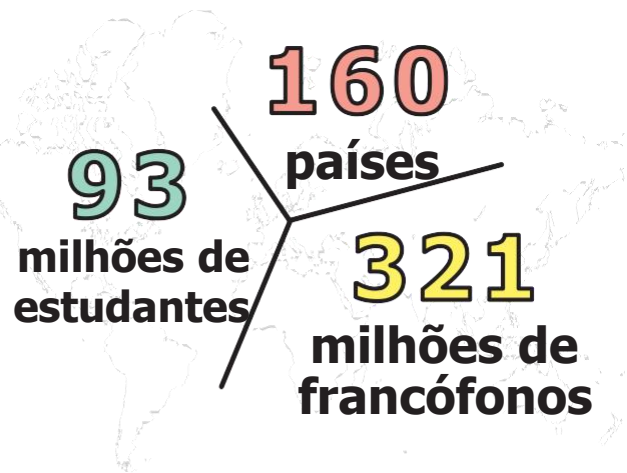 160
países
93
milhões de
estudantes
321
milhões de
francófonos